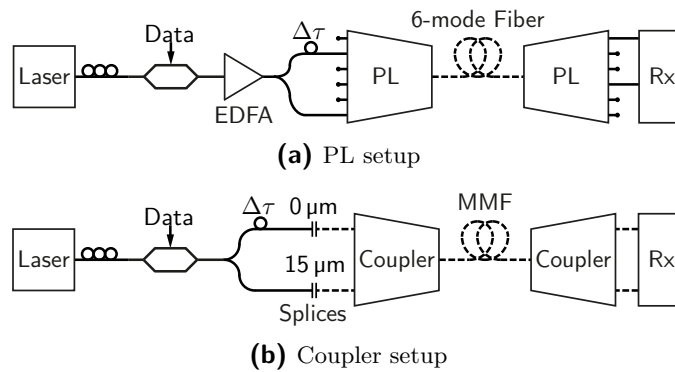 Data
Δτ
6-mode Fiber
Laser
EDFA
PL
PL
Rx
(a) PL setup
Data
Δτ
0 µm
MMF
Laser
15 µm
Coupler
Coupler
Rx
Splices
(b) Coupler setup